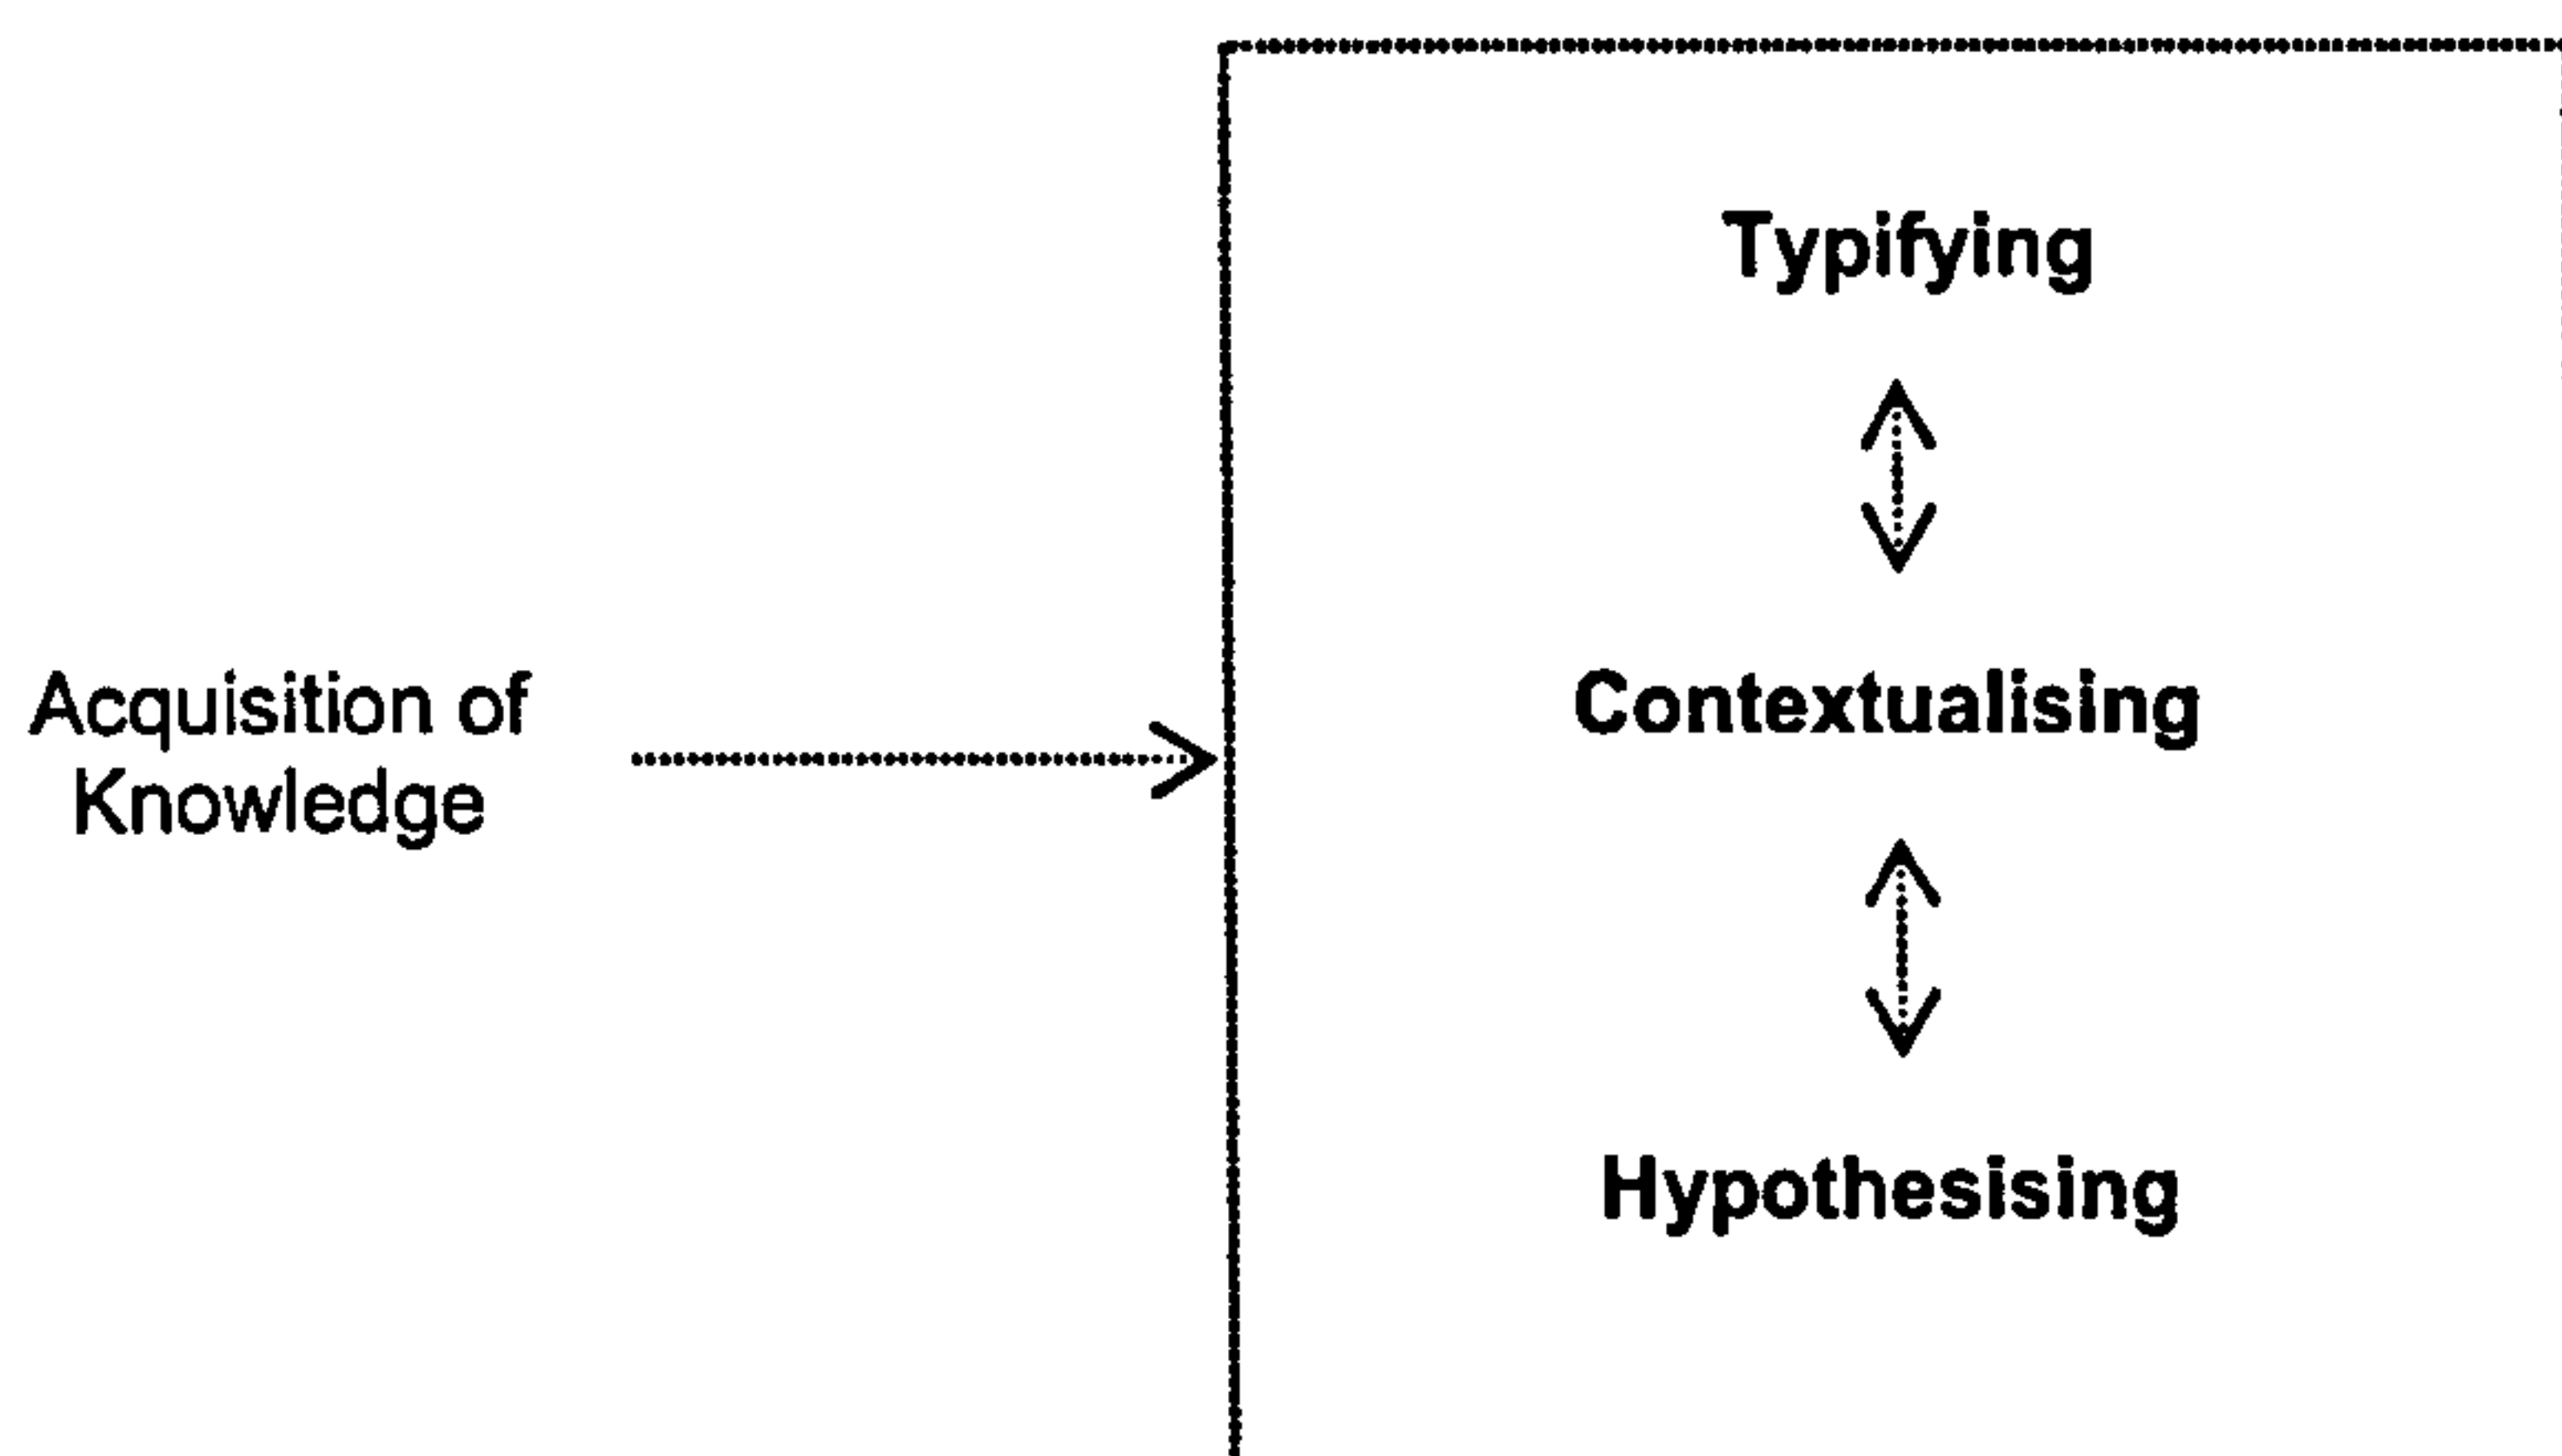 Typifying
Acquisition of
Knowledge
Contextualising
Hypothesising